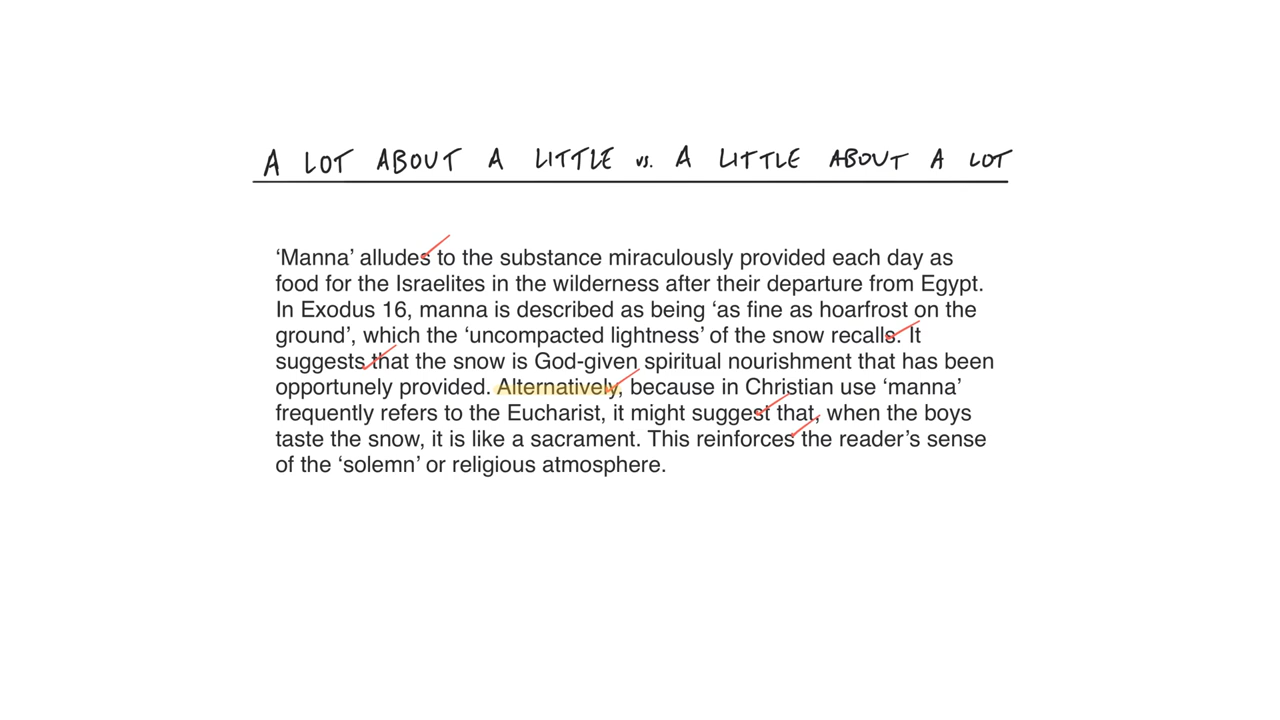 A LOT ABOUT A LITTLE vs. A LITTLE ABOUT A LOT
‘Manna’ alludes to the substance miraculously provided each day as
food for the Israelites in the wilderness after their departure from Egypt.
In Exodus 16, manna is described as being ‘as fine as hoarfrost on the
ground’, which the ‘uncompacted lightness’ of the snow recalls. It
suggests that the snow is God-given spiritual nourishment that has been
opportunely provided. Alternatively, because in Christian use ‘manna’
frequently refers to the Eucharist, it might suggest that, when the boys
taste the snow, it is like a sacrament. This reinforces the reader’s sense
of the ‘solemn’ or religious atmosphere.